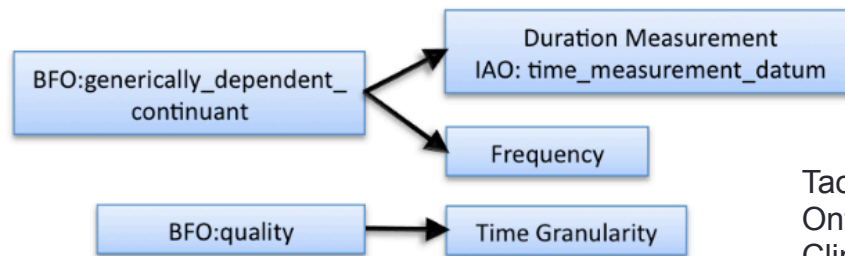 Duration Measurement
IAO: time_measurement_datum
BFO:generically_dependent_
continuant
Frequency
BFO:quality
Time Granularity